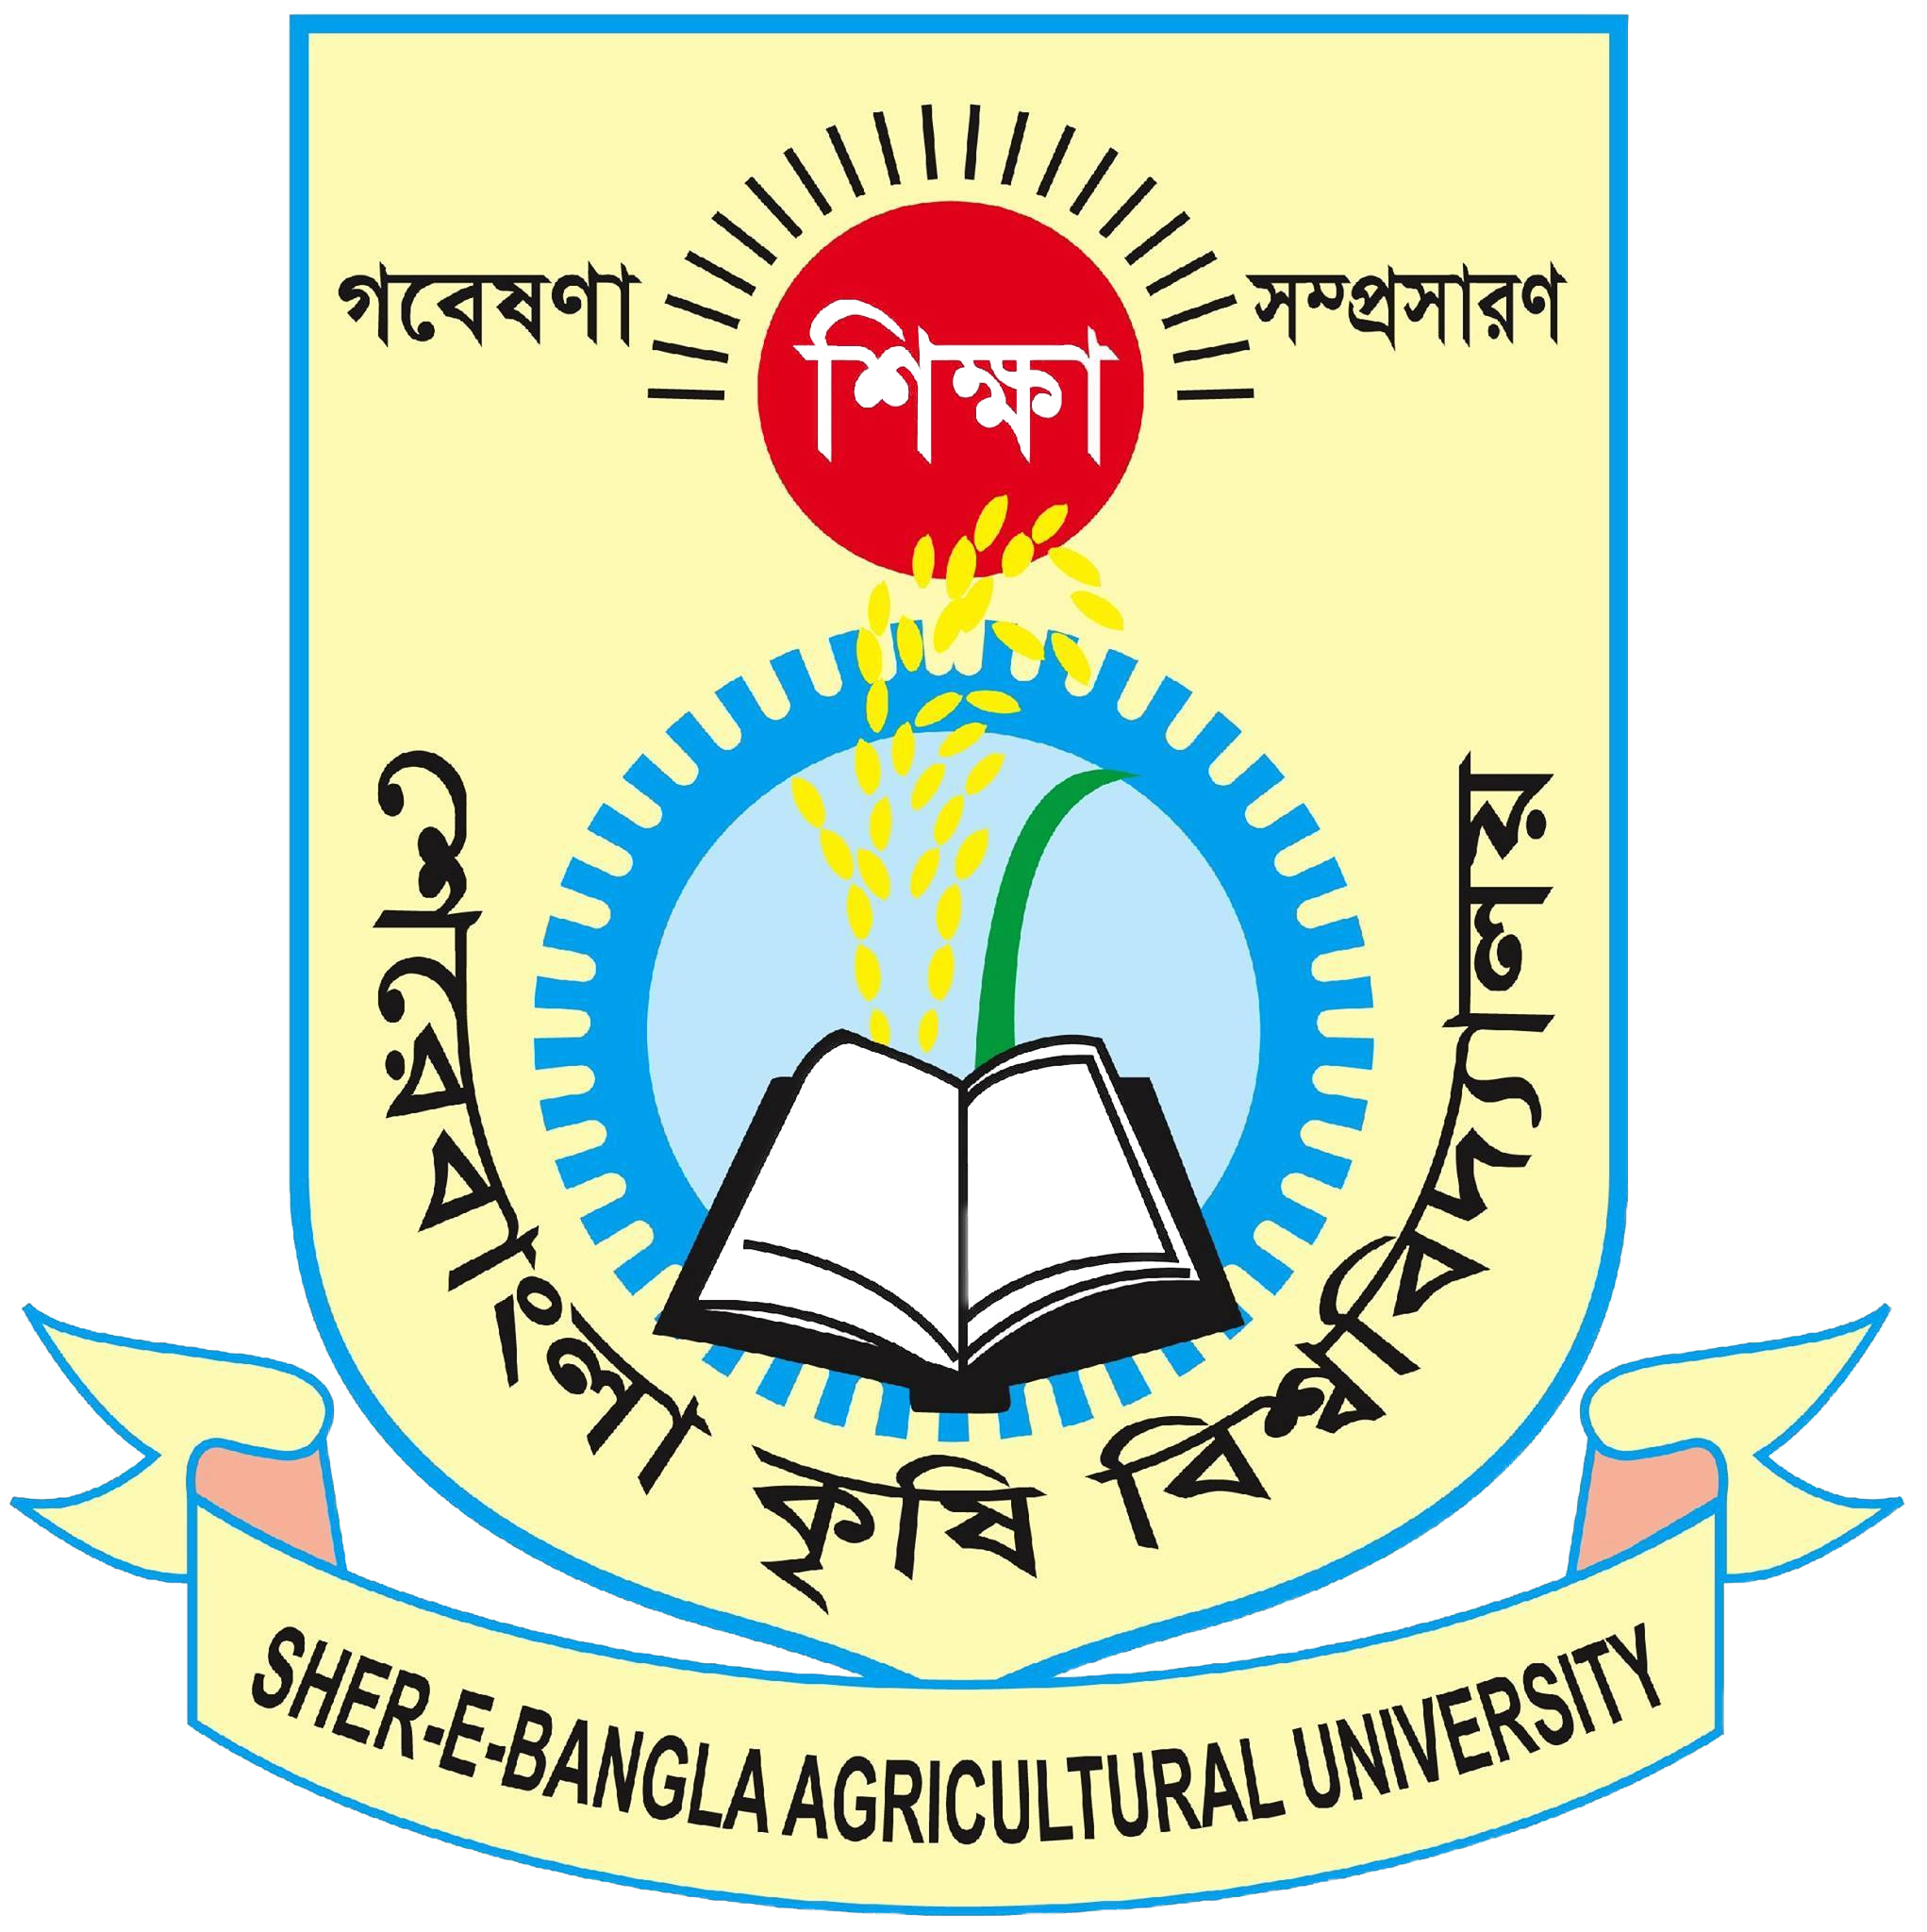 গবেষণা
শিক্ষা
সম্প্রসারণ
শেরেবাংলা কৃষি বিশ্ববিদ্যালয়
SHER-E-BANGLA AGRICULTURAL UNIVERSITY